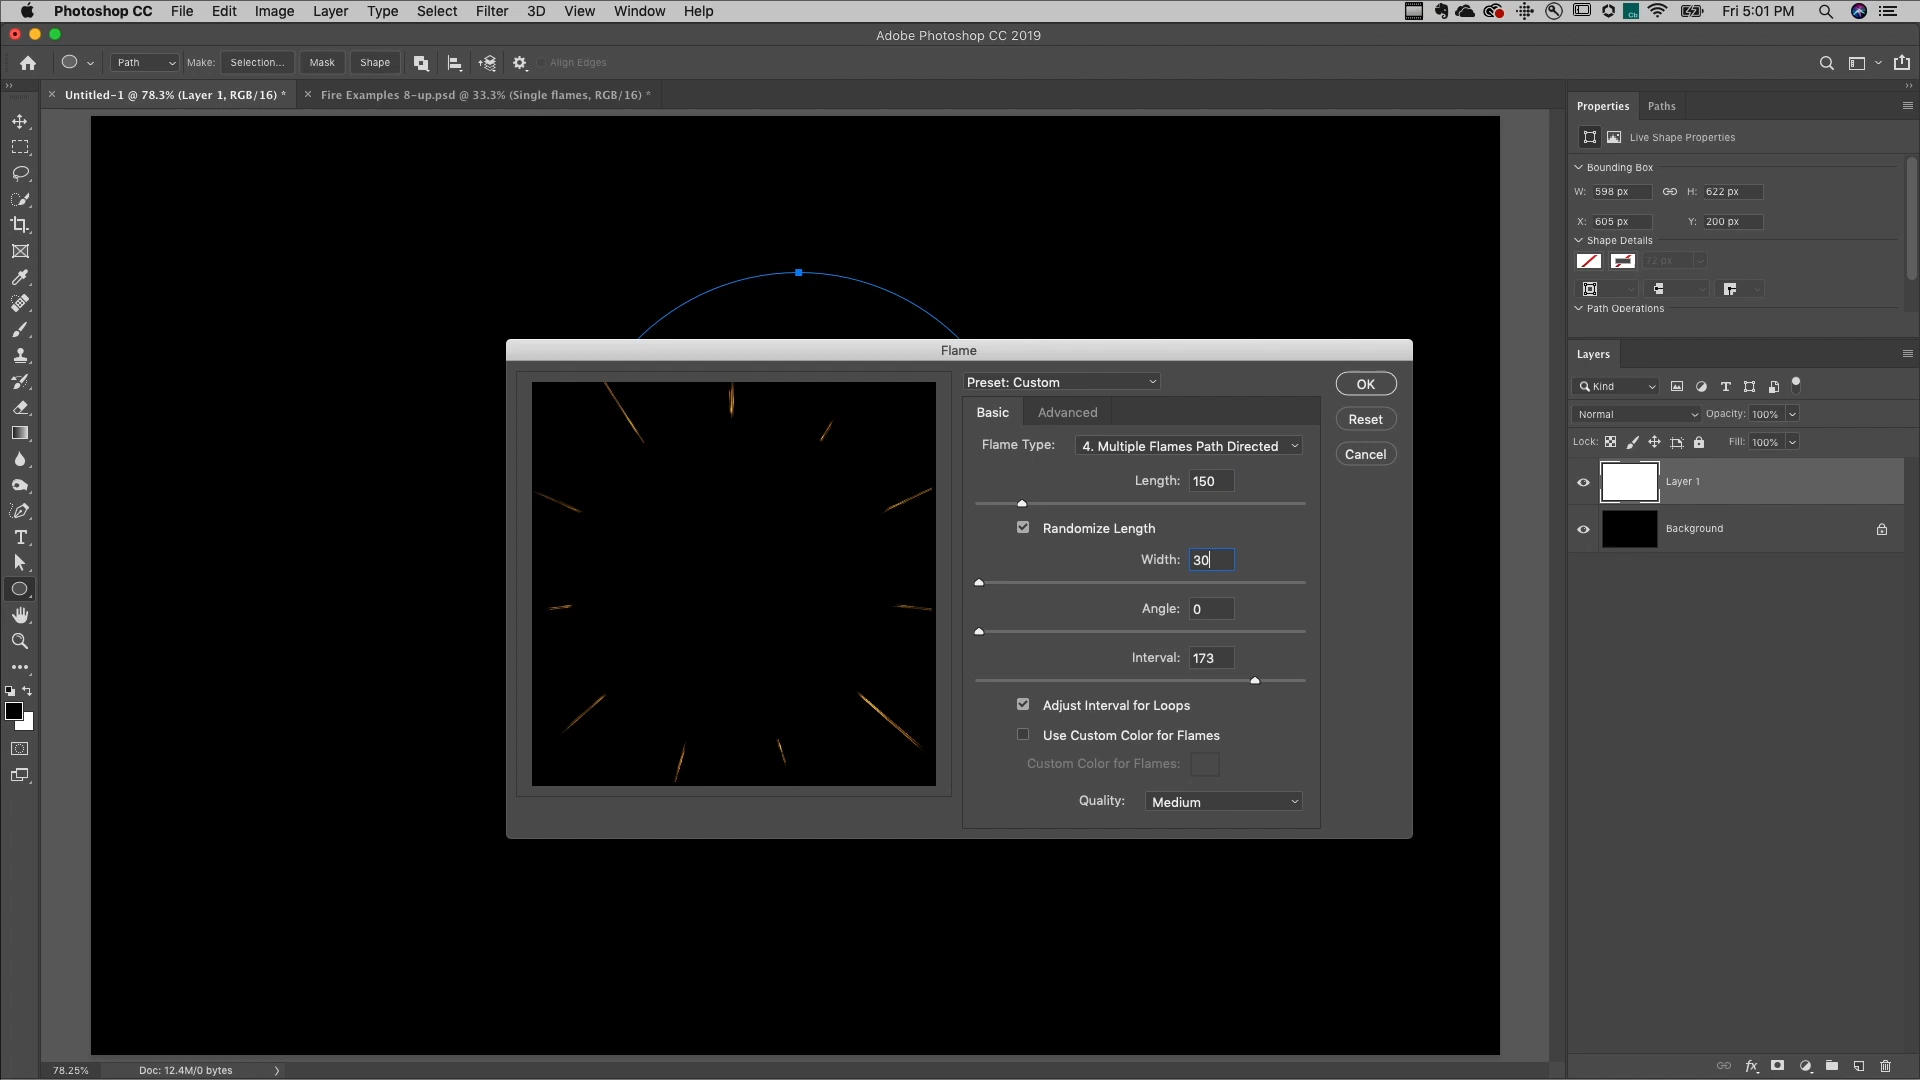 Photoshop CC File Edit Image Layer Type Select Filter 3D View Window Help Fri 5:01 PM
Adobe Photoshop CC 2019
Path Make: Selection... Mask Shape Align Edges
Untitled-1 @ 78.3% (Layer 1, RGB/16) * Fire Examples 8-up.psd @ 33.3% (Single flames, RGB/16) *
Properties Paths
Live Shape Properties
Bounding Box
W: 598 px H: 622 px
X: 605 px Y: 200 px
Shape Details
72 px
Path Operations
Layers
Kind
Normal Opacity: 100%
Lock: Fill: 100%
Layer 1
Background
Flame
Preset: Custom
OK
Basic Advanced
Reset
Flame Type: 4. Multiple Flames Path Directed
Cancel
Length: 150
Randomize Length
Width: 30
Angle: 0
Interval: 173
Adjust Interval for Loops
Use Custom Color for Flames
Custom Color for Flames:
Quality: Medium
78.25% Doc: 12.4M/0 bytes